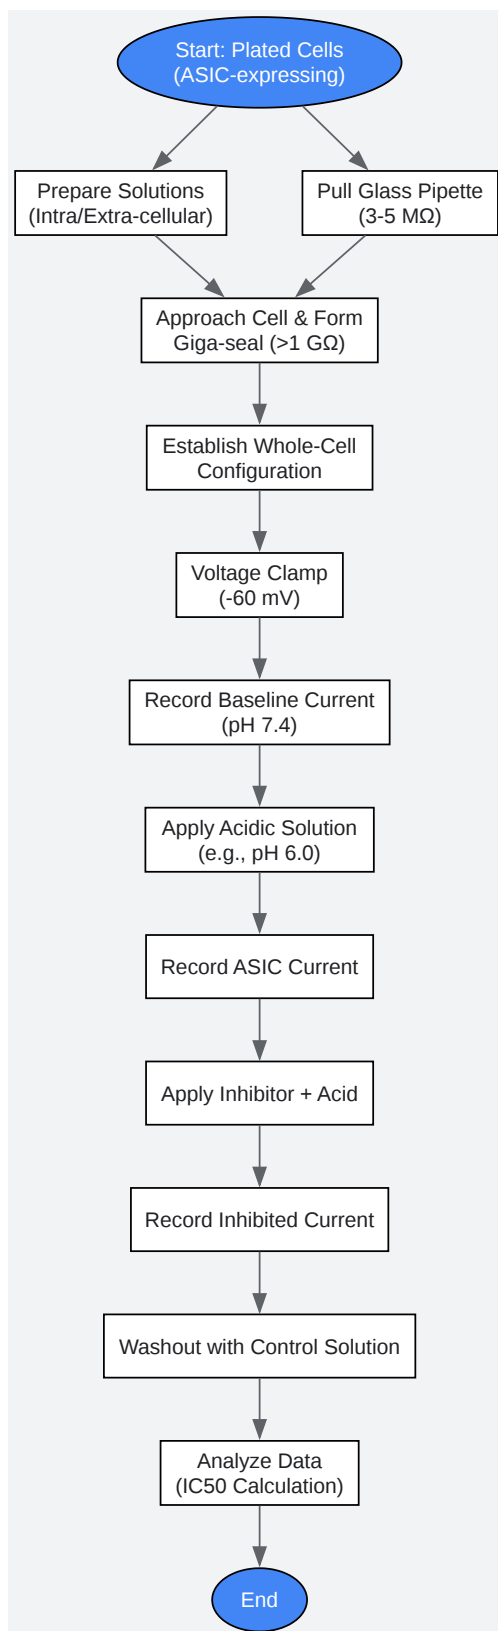 Start: Plated Cells
(ASIC-expressing)
Prepare Solutions
(Intra/Extra-cellular)
Pull Glass Pipette
(3-5 MΩ)
Approach Cell & Form
Giga-seal (>1 GΩ)
Establish Whole-Cell
Configuration
Voltage Clamp
(-60 mV)
Record Baseline Current
(pH 7.4)
Apply Acidic Solution
(e.g., pH 6.0)
Record ASIC Current
Apply Inhibitor + Acid
Record Inhibited Current
Washout with Control Solution
Analyze Data
(IC50 Calculation)
End